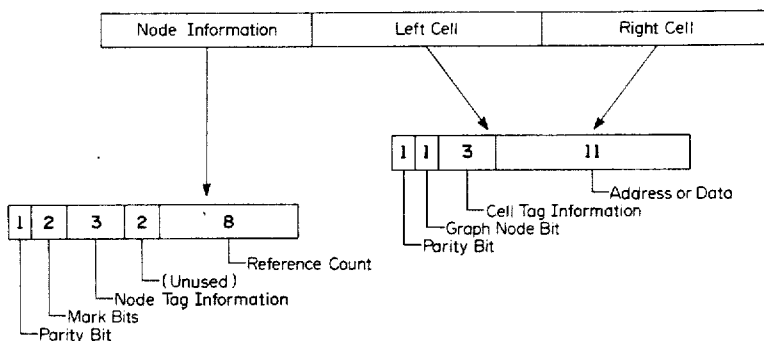 Node Information Left Cell Right Cell
1 1 3 11
Address or Data
Cell Tag Information
Graph Node Bit
Parity Bit
1 2 3 2 8
Reference Count
(Unused)
Node Tag Information
Mark Bits
Parity Bit